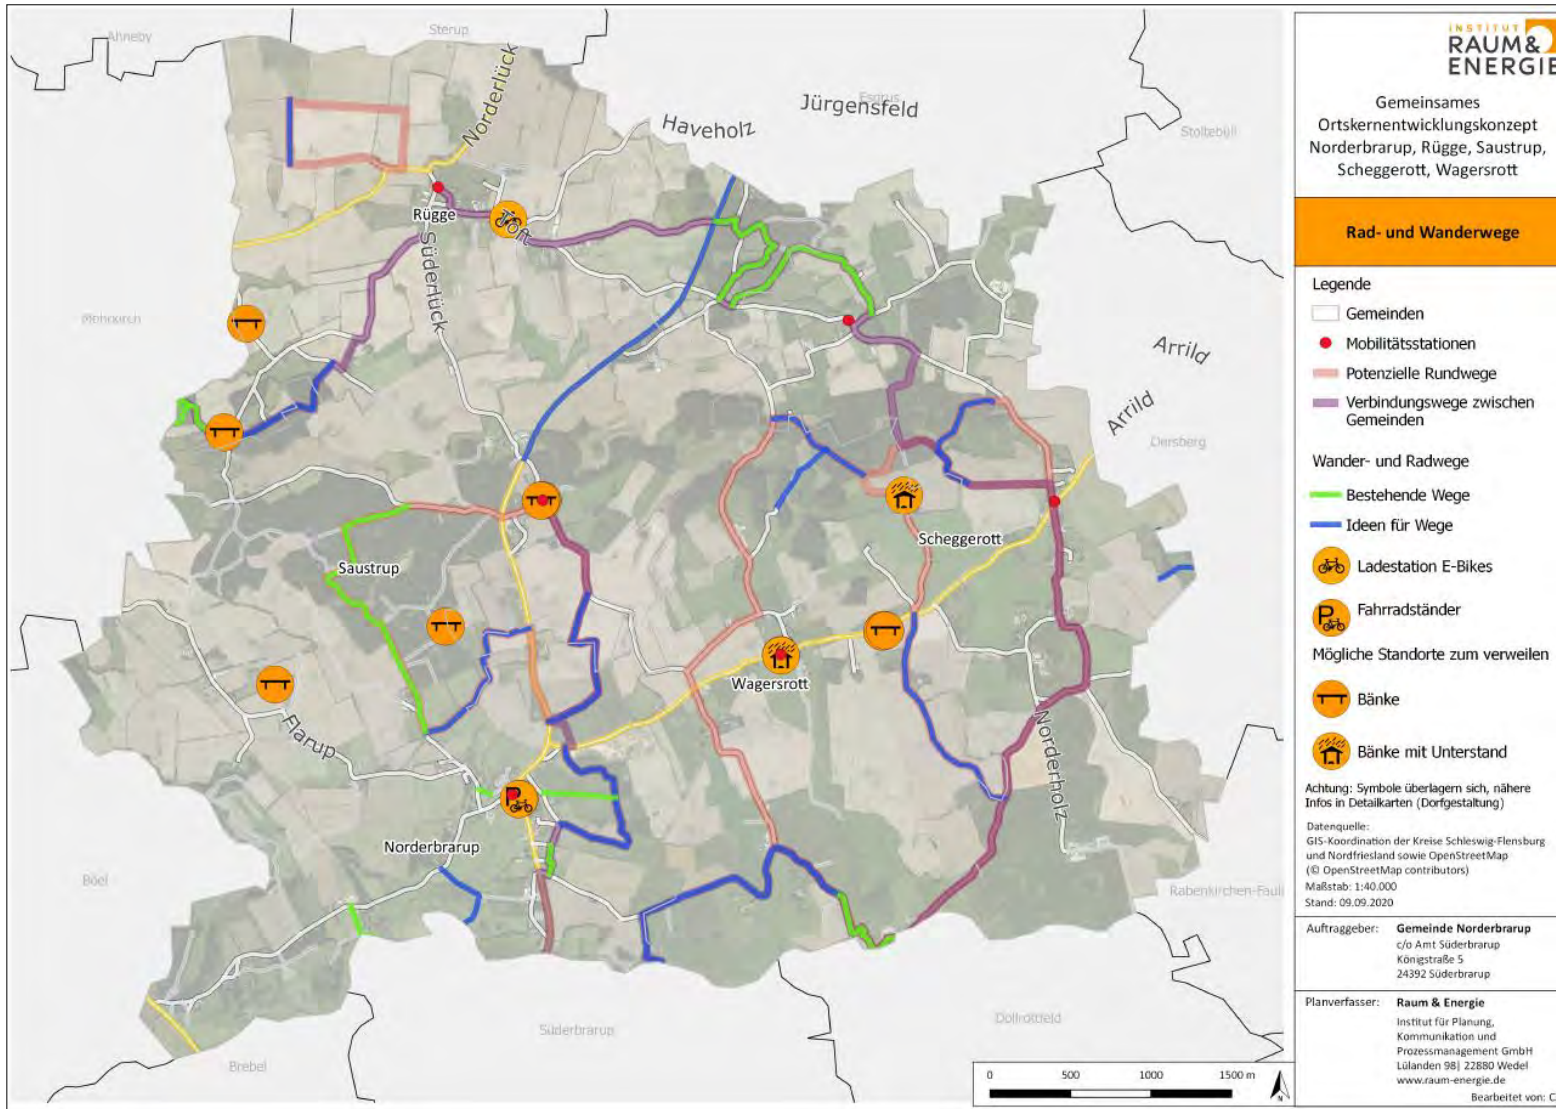 Ahneby
Sterup
Esgrus
Jürgensfeld
Haveholz
Norderlück
Stoltebüll
Rügge
Toft
Süderlück
Arrild
Arrild
Dersberg
Scheggerott
Saustrup
Wagersrott
Flarup
Norderholz
Norderbrarup
Böel
Rabenkirchen-Faulü
Süderbrarup
Dollrottfeld
Brebel
0 500 1000 1500 m
N
INSTITUT
RAUM &
ENERGIE
Gemeinsames
Ortskernentwicklungskonzept
Norderbrarup, Rügge, Saustrup,
Scheggerott, Wagersrott
Rad- und Wanderwege
Legende
Gemeinden
Mobilitätsstationen
Potenzielle Rundwege
Verbindungswege zwischen
Gemeinden
Wander- und Radwege
Bestehende Wege
Ideen für Wege
Ladestation E-Bikes
P
Fahrradständer
Mögliche Standorte zum verweilen
Bänke
Bänke mit Unterstand
Achtung: Symbole überlagern sich, nähere
Infos in Detailkarten (Dorfgestaltung)
Datenquelle:
GIS-Koordination der Kreise Schleswig-Flensburg
und Nordfriesland sowie OpenStreetMap
(© OpenStreetMap contributors)
Maßstab: 1:40.000
Stand: 09.09.2020
Auftraggeber: Gemeinde Norderbrarup
c/o Amt Süderbrarup
Königstraße 5
24392 Süderbrarup
Planverfasser: Raum & Energie
Institut für Planung,
Kommunikation und
Prozessmanagement GmbH
Lülanden 98| 22880 Wedel
www.raum-energie.de
Bearbeitet von: C